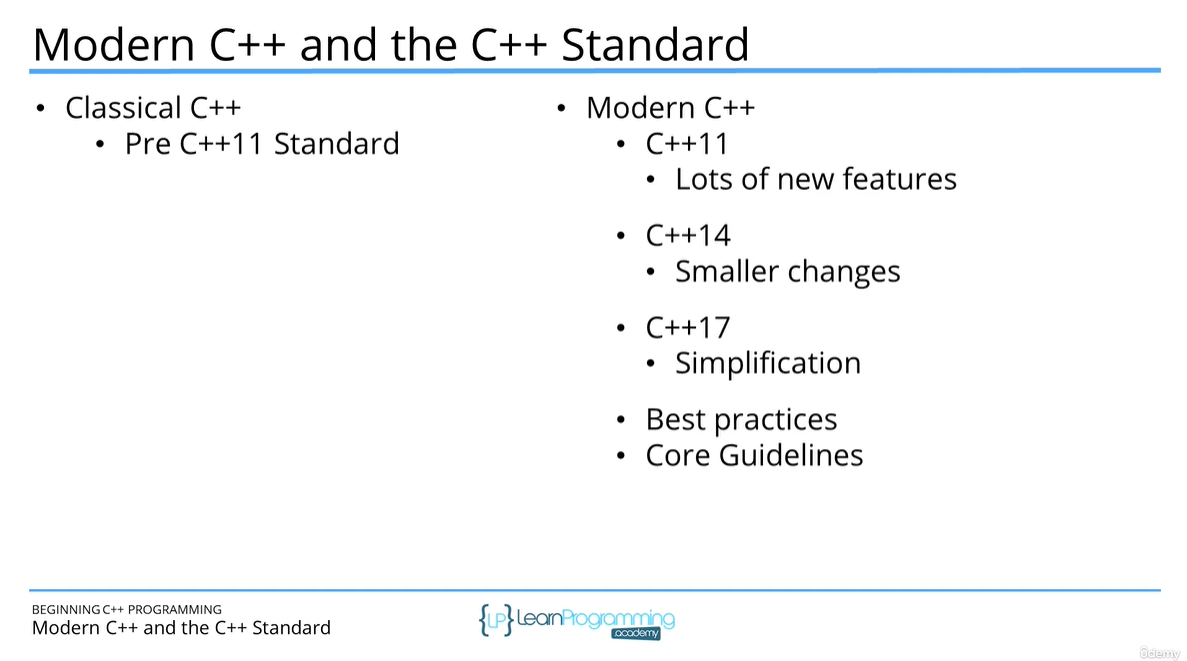 Modern C++ and the C++ Standard
• Classical C++
• Pre C++11 Standard
• Modern C++
• C++11
• Lots of new features
• C++14
• Smaller changes
• C++17
• Simplification
• Best practices
• Core Guidelines
BEGINNING C++ PROGRAMMING
Modern C++ and the C++ Standard
{LP} LearnProgramming
.academy
ûdemy